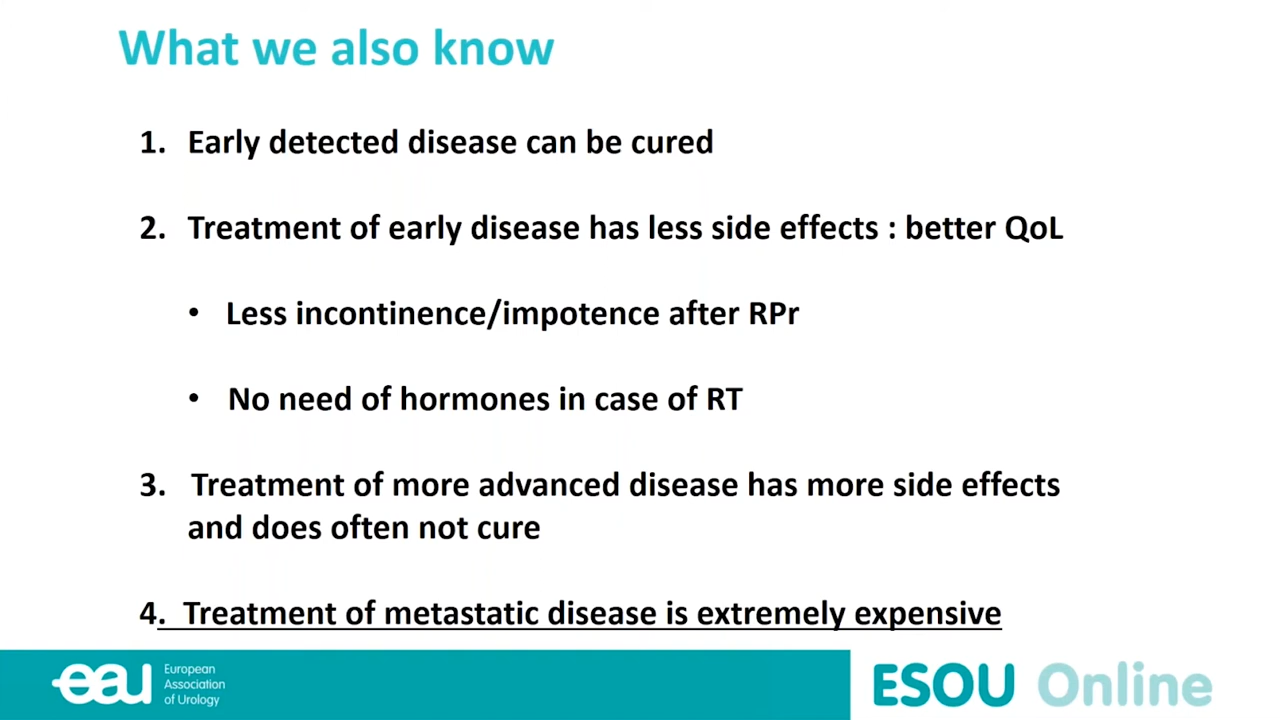 What we also know
1. Early detected disease can be cured
2. Treatment of early disease has less side effects : better QoL
• Less incontinence/impotence after RPr
• No need of hormones in case of RT
3. Treatment of more advanced disease has more side effects
and does often not cure
4. Treatment of metastatic disease is extremely expensive
eau
European
Association
of Urology
ESOU Online